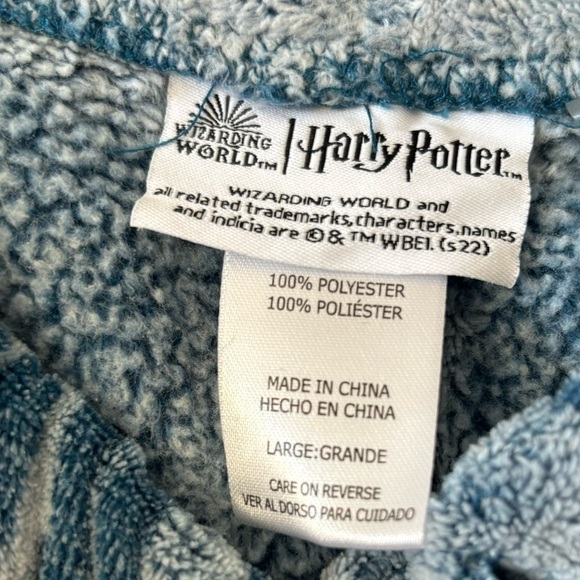 WIZARDING
WORLD™ | Harry Potter™
WIZARDING WORLD and
all related trademarks, characters, names
and indicia are © & ™ WBEI. (s22)
100% POLYESTER
100% POLIÉSTER
MADE IN CHINA
HECHO EN CHINA
LARGE:GRANDE
CARE ON REVERSE
VER AL DORSO PARA CUIDADO